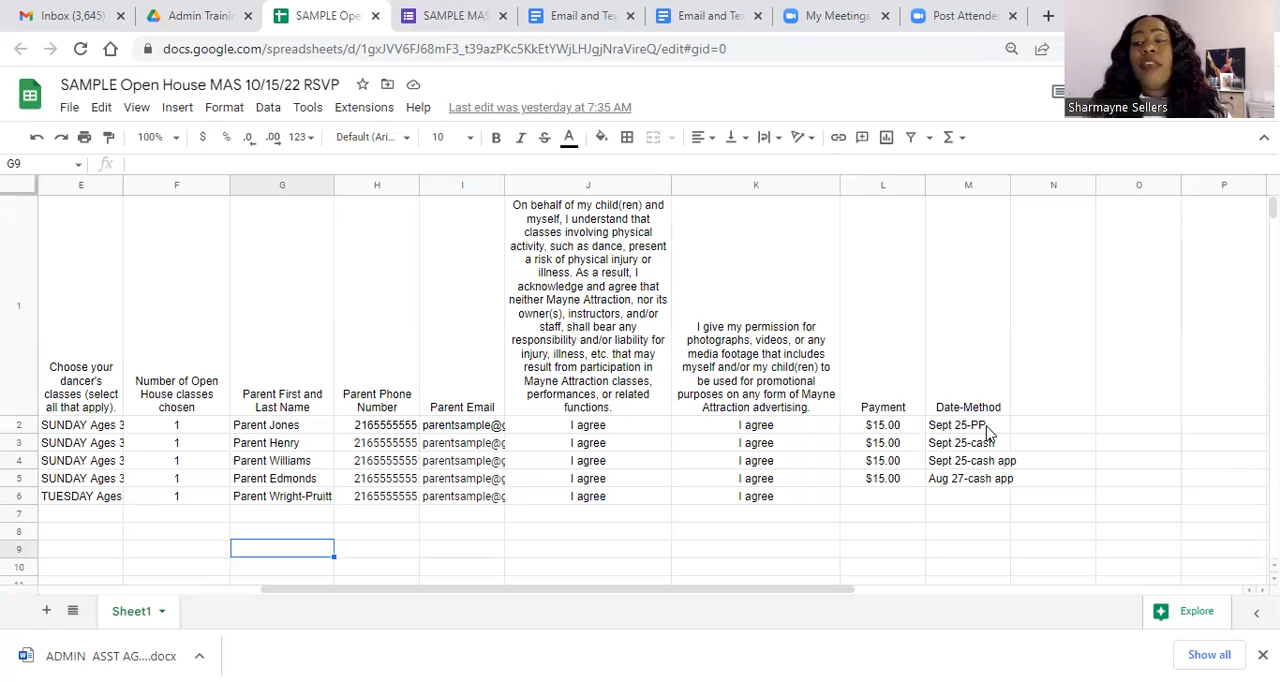 Inbox (3,645)
Admin Trainin
SAMPLE Ope
SAMPLE MAS
Email and Tex
Email and Tex
My Meetings
Post Attende
docs.google.com/spreadsheets/d/
/edit#gid=0
SAMPLE Open House MAS 10/15/22 RSVP
File Edit View Insert Format Data Tools Extensions Help Last edit was yesterday at 7:35 AM
Sharmayne Sellers
100% $ % .0 .00 123 Default (Ari... 10 B I S A
G9 fx
E F G H I J K L M N O P
1
Choose your
dancer's
classes (select
all that apply).
Number of Open
House classes
chosen
Parent First and
Last Name
Parent Phone
Number
Parent Email
On behalf of my child(ren) and
myself, I understand that
classes involving physical
activity, such as dance, present
a risk of physical injury or
illness. As a result, I
acknowledge and agree that
neither Mayne Attraction, nor its
owner(s), instructors, and/or
staff, shall bear any
responsibility and/or liability for
injury, illness, etc. that may
result from participation in
Mayne Attraction classes,
performances, or related
functions.
I give my permission for
photographs, videos, or any
media footage that includes
myself and/or my child(ren) to
be used for promotional
purposes on any form of Mayne
Attraction advertising.
Payment
Date-Method
2 SUNDAY Ages 3 1 Parent Jones 2165555555 parentsample@g I agree I agree $15.00 Sept 25-PP
3 SUNDAY Ages 3 1 Parent Henry 2165555555 parentsample@g I agree I agree $15.00 Sept 25-cash
4 SUNDAY Ages 3 1 Parent Williams 2165555555 parentsample@g I agree I agree $15.00 Sept 25-cash app
5 SUNDAY Ages 3 1 Parent Edmonds 2165555555 parentsample@g I agree I agree $15.00 Aug 27-cash app
6 TUESDAY Ages 1 Parent Wright-Pruitt 2165555555 parentsample@g I agree I agree
7
8
9
10
11
Sheet1
Explore
ADMIN ASST AG....docx
Show all